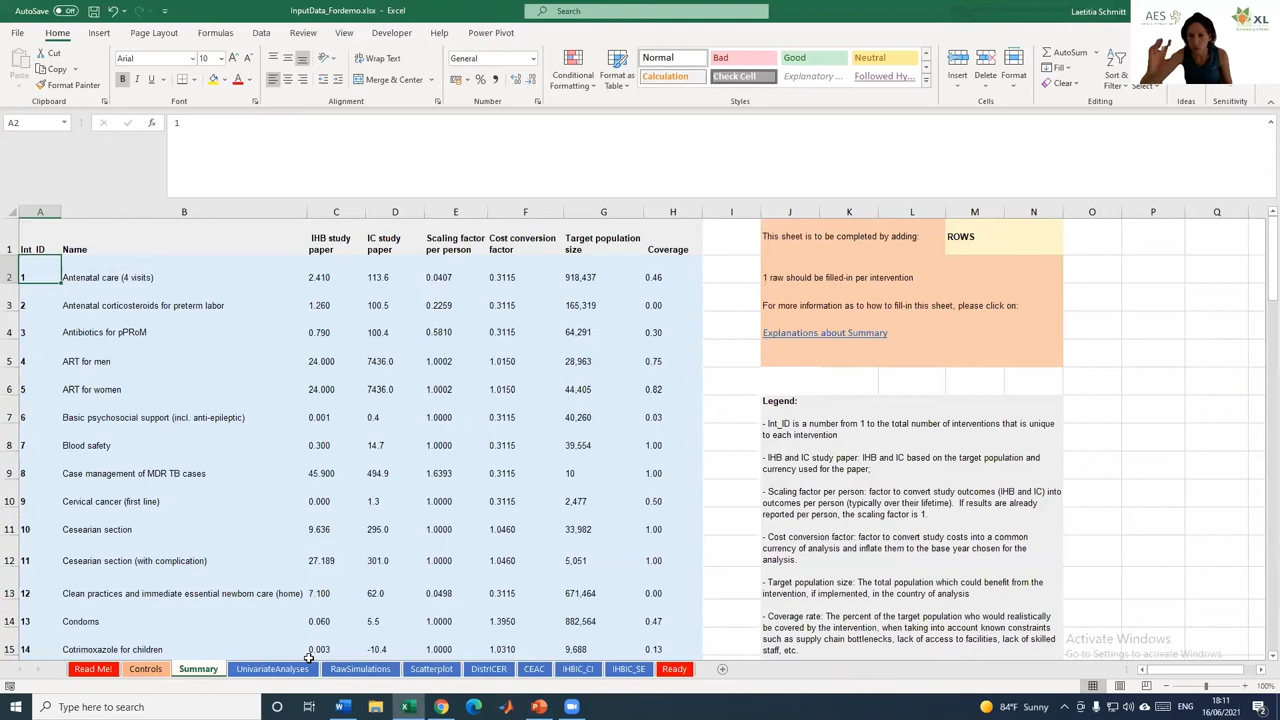 AutoSave Off
InputData_Fordemo.xlsx - Excel
Search
Laetitia Schmitt
AES
XL
File Home Insert Page Layout Formulas Data Review View Developer Help Power Pivot
Paste
Cut
Copy
Format Painter
Clipboard
Arial 10
B I U
Font
Wrap Text
Merge & Center
Alignment
General
Number
Conditional Formatting
Format as Table
Normal Bad Good Neutral
Calculation Check Cell Explanatory ... Followed Hy...
Styles
Insert Delete Format
Cells
AutoSum
Fill
Clear
Sort & Filter
Editing
Ideas
Sensitivity
A2
1
A B C D E F G H I J K L M N O P Q
1 Int_ID Name IHB study paper IC study paper Scaling factor per person Cost conversion factor Target population size Coverage
1 Antenatal care (4 visits) 2.410 113.6 0.0407 0.3115 918,437 0.46
3 2 Antenatal corticosteroids for preterm labor 1.260 100.5 0.2259 0.3115 165,319 0.00
4 3 Antibiotics for pPRoM 0.790 100.4 0.5810 0.3115 64,291 0.30
5 4 ART for men 24.000 7436.0 1.0002 1.0150 28,963 0.75
6 5 ART for women 24.000 7436.0 1.0002 1.0150 44,405 0.82
7 6 Basic psychosocial support (incl. anti-epileptic) 0.001 0.4 1.0000 0.3115 40,260 0.03
8 7 Blood safety 0.300 14.7 1.0000 0.3115 39,554 1.00
9 8 Case management of MDR TB cases 45.900 494.9 1.6393 0.3115 10 1.00
10 9 Cervical cancer (first line) 0.000 1.3 1.0000 0.3115 2,477 0.50
11 10 Cesearian section 9.636 295.0 1.0000 1.0460 33,982 1.00
12 11 Cesearian section (with complication) 27.189 301.0 1.0000 1.0460 5,051 1.00
13 12 Clean practices and immediate essential newborn care (home) 7.100 62.0 0.0498 0.3115 671,464 0.00
14 13 Condoms 0.060 5.5 1.0000 1.3950 882,564 0.47
15 14 Cotrimoxazole for children 0.003 -10.4 1.0000 1.0310 9,688 0.13
This sheet is to be completed by adding: ROWS
1 raw should be filled-in per intervention
For more information as to how to fill-in this sheet, please click on:
Explanations about Summary
Legend:
- Int_ID is a number from 1 to the total number of interventions that is unique
to each intervention
- IHB and IC study paper: IHB and IC based on the target population and
currency used for the paper;
- Scaling factor per person: factor to convert study outcomes (IHB and IC) into
outcomes per person (typically over their lifetime). If results are already
reported per person, the scaling factor is 1.
- Cost conversion factor: factor to convert study costs into a common
currency of analysis and inflate them to the base year chosen for the
analysis.
- Target population size: The total population which could benefit from the
intervention, if implemented, in the country of analysis
- Coverage rate: The percent of the target population who would realistically
be covered by the intervention, when taking into account known constraints
such as supply chain bottlenecks, lack of access to facilities, lack of skilled
staff, etc.
Activate Windows
Go to Settings to activate Windows.
Read Me! Controls Summary UnivariateAnalyses RawSimulations Scatterplot DistriCER CEAC IHBIC_CI IHBIC_SE Ready
100%
Type here to search
84°F Sunny
18:11
16/06/2021